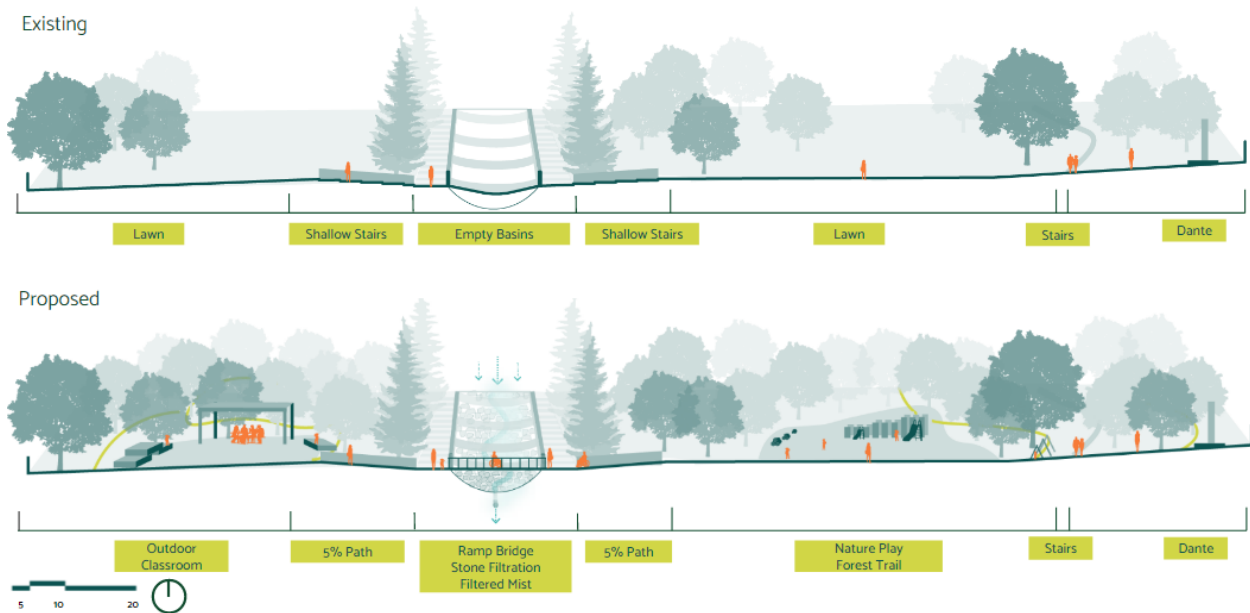 Existing
Lawn
Shallow Stairs
Empty Basins
Shallow Stairs
Lawn
Stairs
Dante
Proposed
Outdoor
Classroom
5% Path
Ramp Bridge
Stone Filtration
Filtered Mist
5% Path
Nature Play
Forest Trail
Stairs
Dante
5 10 20